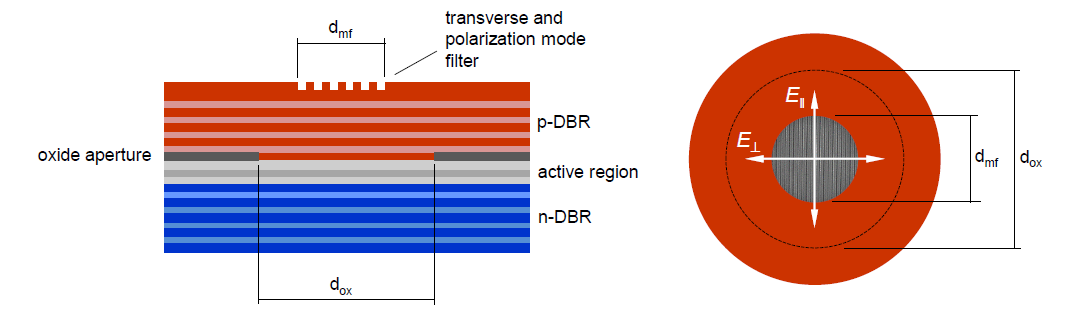 transverse and
polarization mode
filter
d_mf
p-DBR
oxide aperture
active region
n-DBR
d_ox
E_∥
E_⊥
d_mf
d_ox